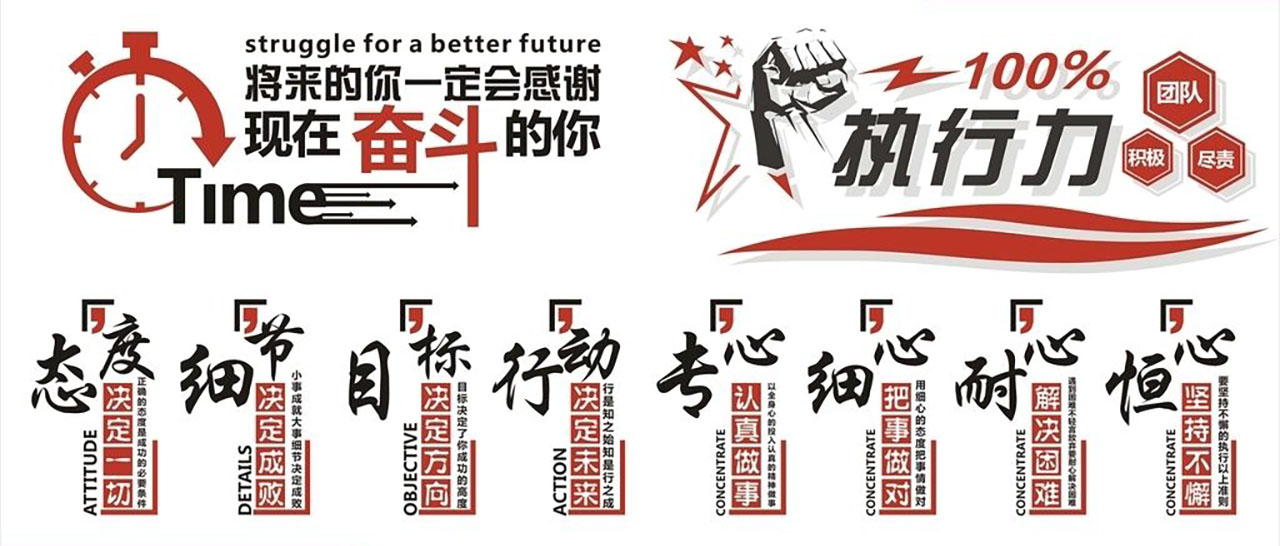 struggle for a better future
将来的你一定会感谢
现在奋斗的你
Time
100%
执行力
团队
积极
尽责
态度
决定一切
正确的态度是成功的必要条件
ATTITUDE
细节
决定成败
小事成就大事细节决定成败
DETAILS
目标
决定方向
目标决定了你成功的高度
OBJECTIVE
行动
决定未来
行是知之始知是行之成
ACTION
专心
认真做事
以全身心的投入认真的精神做事
CONCENTRATE
细心
把事做对
用细心的态度把事情做对
CONCENTRATE
耐心
解决困难
遇到困难不轻言放弃要耐心解决困难
CONCENTRATE
恒心
坚持不懈
要坚持不懈的执行以上准则
CONCENTRATE